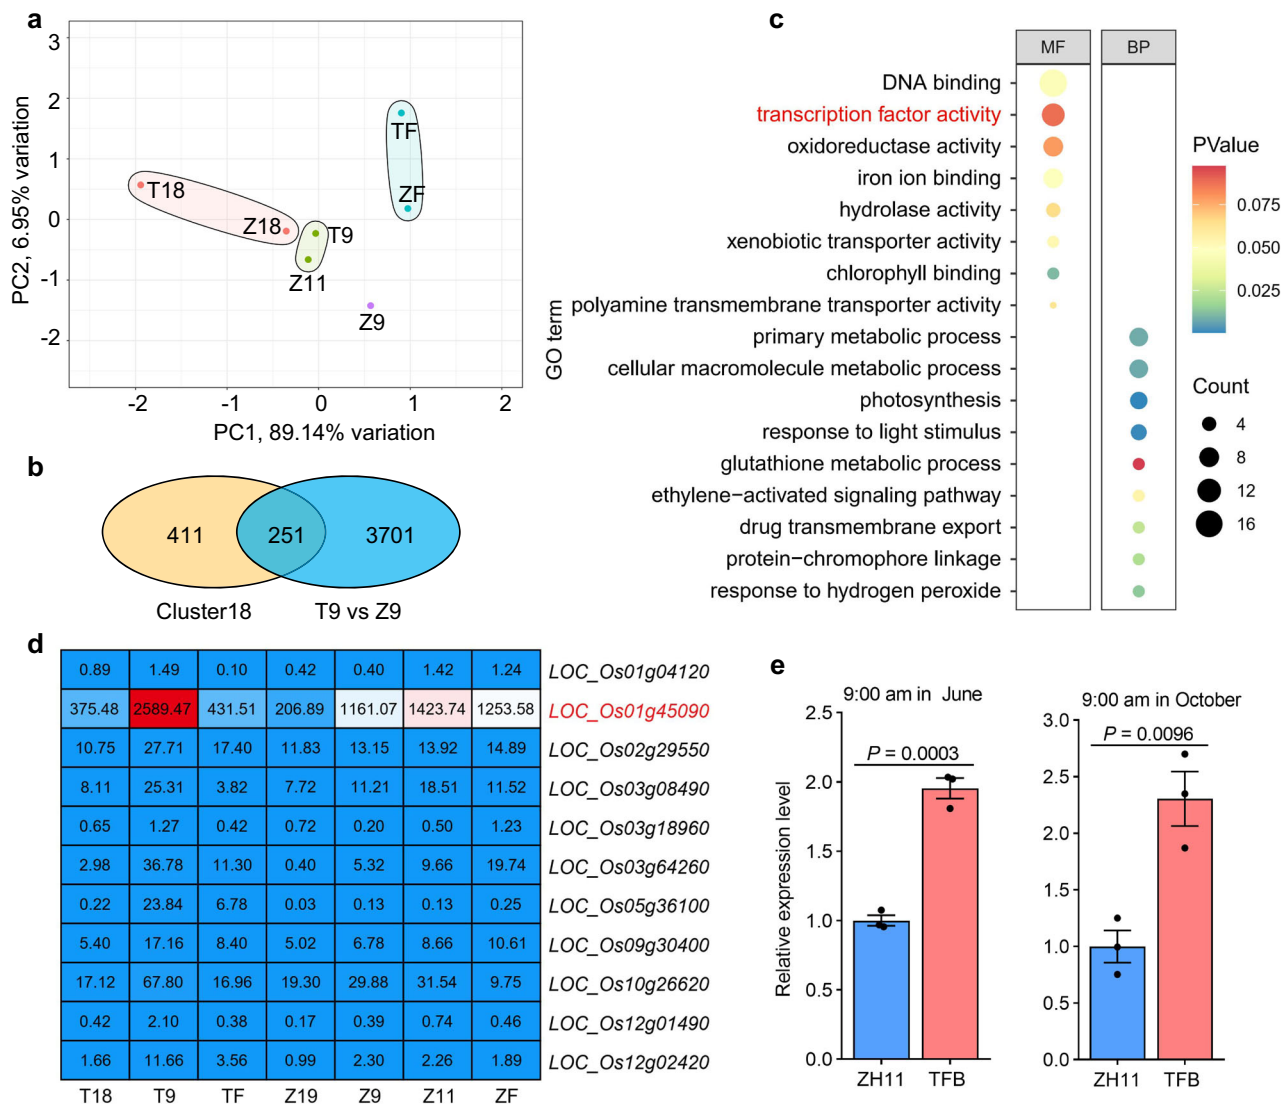 a
3
2
1
0
-1
-2
PC2, 6.95% variation
TF
ZF
T18
Z18
T9
Z11
Z9
-2
-1
0
1
2
PC1, 89.14% variation
b
411
251
3701
Cluster18
T9 vs Z9
c
MF
BP
GO term
DNA binding
transcription factor activity
oxidoreductase activity
iron ion binding
hydrolase activity
xenobiotic transporter activity
chlorophyll binding
polyamine transmembrane transporter activity
primary metabolic process
cellular macromolecule metabolic process
photosynthesis
response to light stimulus
glutathione metabolic process
ethylene−activated signaling pathway
drug transmembrane export
protein−chromophore linkage
response to hydrogen peroxide
PValue
0.075
0.050
0.025
Count
4
8
12
16
d
0.89 1.49 0.10 0.42 0.40 1.42 1.24 LOC_Os01g04120
375.48 2589.47 431.51 206.89 1161.07 1423.74 1253.58 LOC_Os01g45090
10.75 27.71 17.40 11.83 13.15 13.92 14.89 LOC_Os02g29550
8.11 25.31 3.82 7.72 11.21 18.51 11.52 LOC_Os03g08490
0.65 1.27 0.42 0.72 0.20 0.50 1.23 LOC_Os03g18960
2.98 36.78 11.30 0.40 5.32 9.66 19.74 LOC_Os03g64260
0.22 23.84 6.78 0.03 0.13 0.13 0.25 LOC_Os05g36100
5.40 17.16 8.40 5.02 6.78 8.66 10.61 LOC_Os09g30400
17.12 67.80 16.96 19.30 29.88 31.54 9.75 LOC_Os10g26620
0.42 2.10 0.38 0.17 0.39 0.74 0.46 LOC_Os12g01490
1.66 11.66 3.56 0.99 2.30 2.26 1.89 LOC_Os12g02420
T18 T9 TF Z19 Z9 Z11 ZF
e
9:00 am in June
P = 0.0003
Relative expression level
2.5
2.0
1.5
1.0
0.5
0.0
ZH11 TFB
9:00 am in October
P = 0.0096
3.0
2.5
2.0
1.5
1.0
0.5
0.0
ZH11 TFB